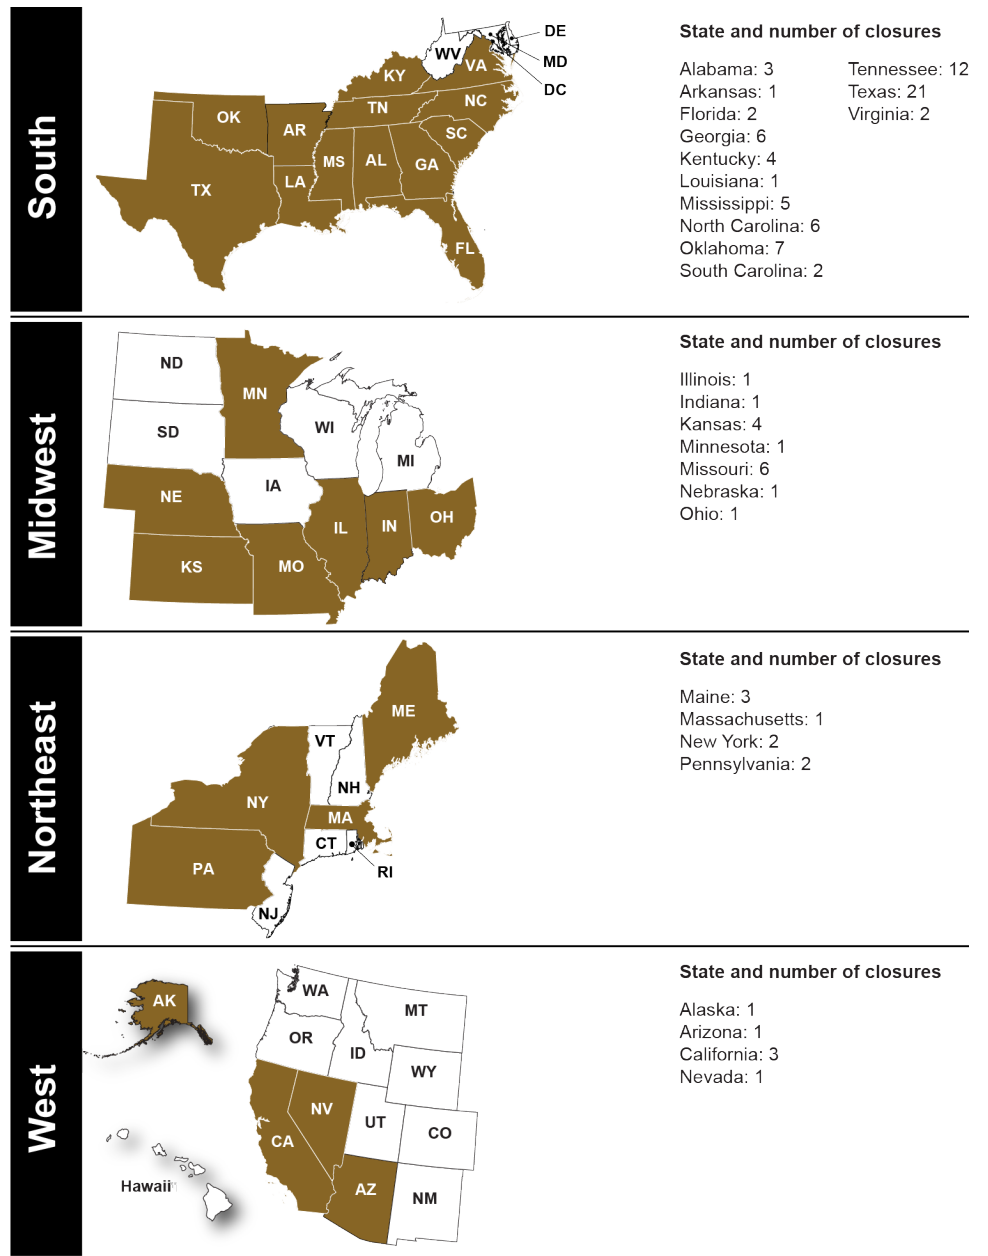 South
DE
WV
MD
VA
KY
DC
NC
TN
OK
AR
SC
MS
AL
GA
LA
TX
FL
State and number of closures
Alabama: 3
Arkansas: 1
Florida: 2
Georgia: 6
Kentucky: 4
Louisiana: 1
Mississippi: 5
North Carolina: 6
Oklahoma: 7
South Carolina: 2
Tennessee: 12
Texas: 21
Virginia: 2
Midwest
ND
MN
SD
WI
MI
IA
NE
OH
IL
IN
KS
MO
State and number of closures
Illinois: 1
Indiana: 1
Kansas: 4
Minnesota: 1
Missouri: 6
Nebraska: 1
Ohio: 1
Northeast
ME
VT
NH
NY
MA
CT
PA
RI
NJ
State and number of closures
Maine: 3
Massachusetts: 1
New York: 2
Pennsylvania: 2
West
AK
WA
MT
OR
ID
WY
NV
UT
CO
CA
Hawaii
AZ
NM
State and number of closures
Alaska: 1
Arizona: 1
California: 3
Nevada: 1